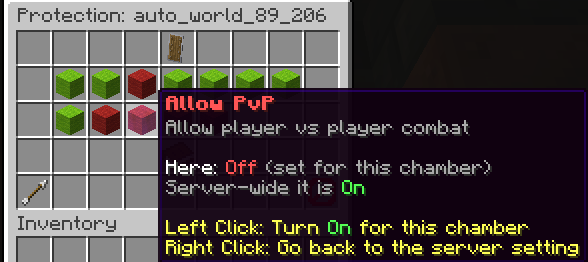 Protection: auto_world_89_206
Allow PvP
Allow player vs player combat
Here: Off (set for this chamber)
Server-wide it is On
Left Click: Turn On for this chamber
Right Click: Go back to the server setting
Inventory